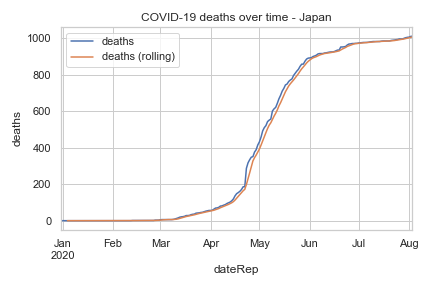 COVID-19 deaths over time - Japan
deaths
deaths (rolling)
1000
800
600
400
200
0
deaths
Jan Feb Mar Apr May Jun Jul Aug
2020
dateRep